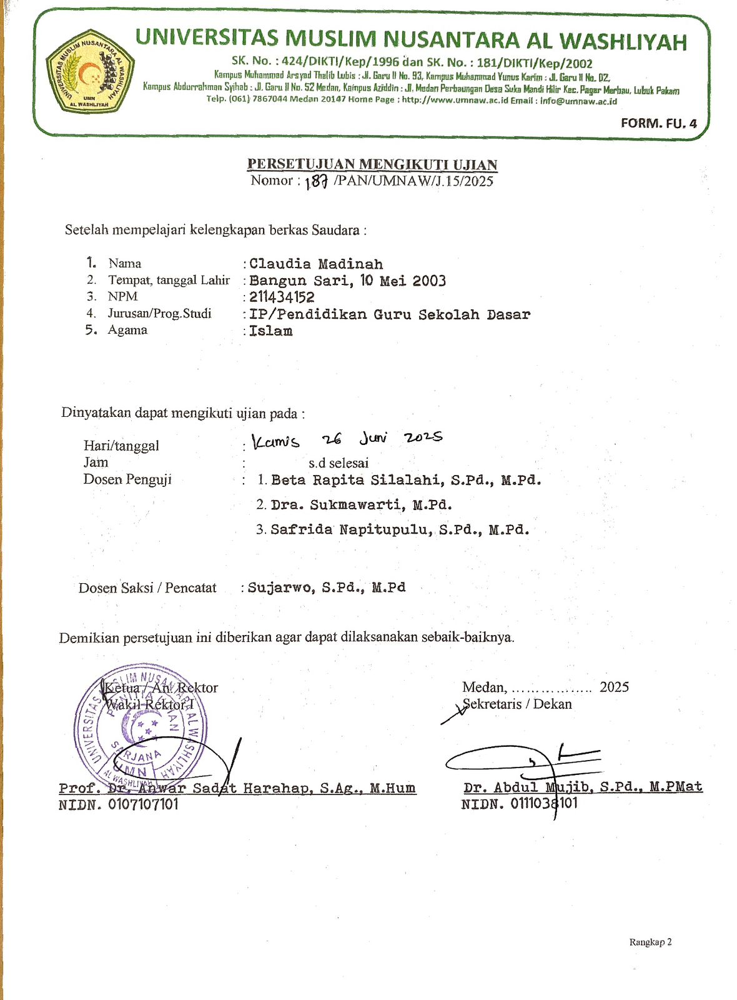 UNIVERSITAS MUSLIM NUSANTARA AL WASHLIYAH
SK. No. : 424/DIKTI/Kep/1996 dan SK. No. : 181/DIKTI/Kep/2002
Kampus Muhammad Arsyad Thalib Lubis : Jl. Garu II No. 93, Kampus Muhammad Yunus Karim : Jl. Garu II No. 02,
Kampus Abdurrahman Syihab : Jl. Garu II No. 52 Medan, Kampus Aziddin : Jl. Medan Perbaungan Desa Suka Mandi Hilir Kec. Pagar Merbau, Lubuk Pakam
Telp. (061) 7867044 Medan 20147 Home Page : http://www.umnaw.ac.id Email : info@umnaw.ac.id
UNIVERSITAS MUSLIM NUSANTARA AL WASHLIYAH
UMN
AL WASHLIYAH
FORM. FU. 4
PERSETUJUAN MENGIKUTI UJIAN
Nomor : 187 /PAN/UMNAW/J.15/2025
Setelah mempelajari kelengkapan berkas Saudara :
1. Nama : Claudia Madinah
2. Tempat, tanggal Lahir : Bangun Sari, 10 Mei 2003
3. NPM : 211434152
4. Jurusan/Prog.Studi : IP/Pendidikan Guru Sekolah Dasar
5. Agama : Islam
Dinyatakan dapat mengikuti ujian pada :
Hari/tanggal : Kamis 26 Juni 2025
Jam : s.d selesai
Dosen Penguji : 1. Beta Rapita Silalahi, S.Pd., M.Pd.
2. Dra. Sukmawarti, M.Pd.
3. Safrida Napitupulu, S.Pd., M.Pd.
Dosen Saksi / Pencatat : Sujarwo, S.Pd., M.Pd
Demikian persetujuan ini diberikan agar dapat dilaksanakan sebaik-baiknya.
Ketua / An. Rektor
Wakil Rektor I
UNIVERSITAS MUSLIM NUSANTARA AL WASHLIYAH
PANITIA UJIAN
SARJANA
UMN
AL WASHLIYAH
Prof. Dr. Anwar Sadat Harahap, S.Ag., M.Hum
NIDN. 0107107101
Medan, ................. 2025
Sekretaris / Dekan
Dr. Abdul Mujib, S.Pd., M.PMat
NIDN. 0111038101
Rangkap 2